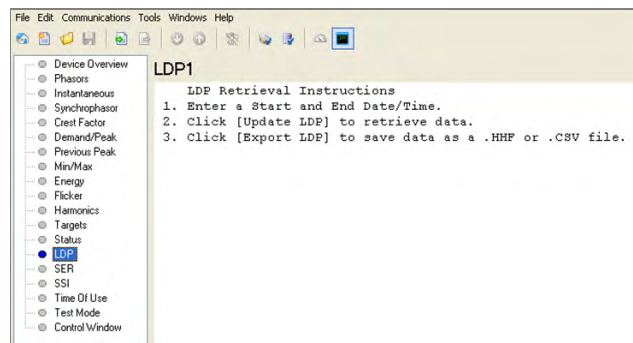 File Edit Communications Tools Windows Help
Device Overview
Phasors
Instantaneous
Synchrophasor
Crest Factor
Demand/Peak
Previous Peak
Min/Max
Energy
Flicker
Harmonics
Targets
Status
LDP
SER
SSI
Time Of Use
Test Mode
Control Window
LDP1
LDP Retrieval Instructions
1. Enter a Start and End Date/Time.
2. Click [Update LDP] to retrieve data.
3. Click [Export LDP] to save data as a .HHF or .CSV file.